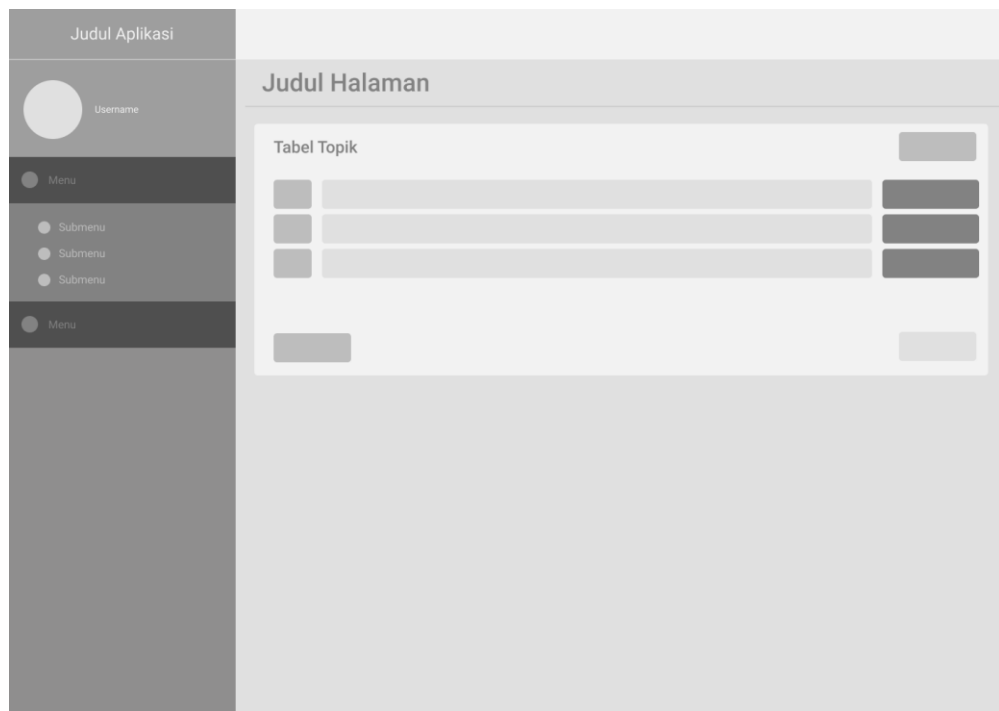 Judul Aplikasi
Username
Menu
Submenu
Submenu
Submenu
Menu
Judul Halaman
Tabel Topik